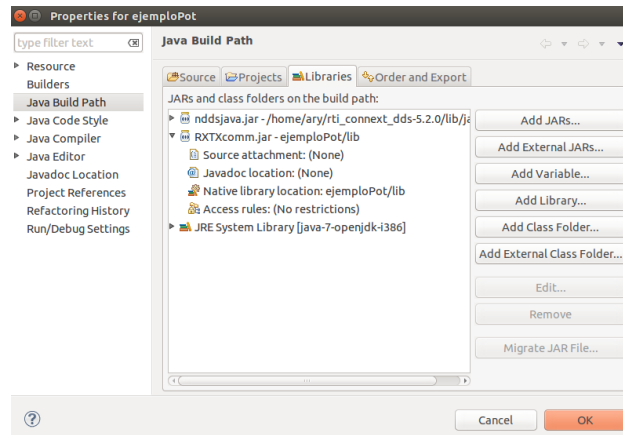 Properties for ejemploPot
type filter text
Java Build Path
Resource
Builders
Java Build Path
Java Code Style
Java Compiler
Java Editor
Javadoc Location
Project References
Refactoring History
Run/Debug Settings
Source
Projects
Libraries
Order and Export
JARs and class folders on the build path:
nddsjava.jar - /home/ary/rti_connext_dds-5.2.0/lib/ja
RXTXcomm.jar - ejemploPot/lib
Source attachment: (None)
Javadoc location: (None)
Native library location: ejemploPot/lib
Access rules: (No restrictions)
JRE System Library [java-7-openjdk-i386]
Add JARs...
Add External JARs...
Add Variable...
Add Library...
Add Class Folder...
Add External Class Folder...
Edit...
Remove
Migrate JAR File...
Cancel
OK